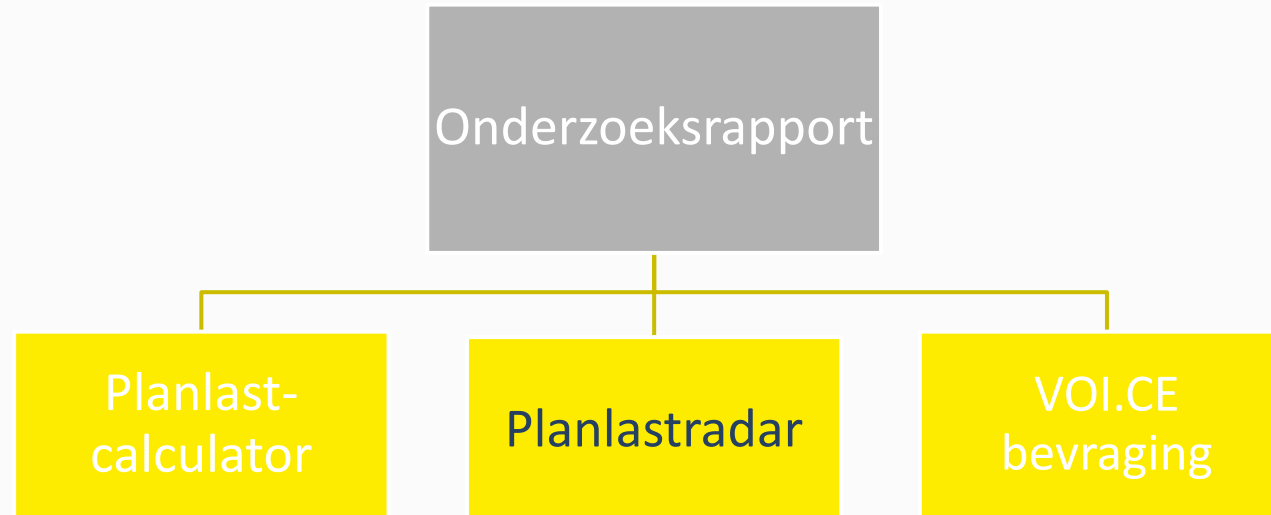 Onderzoeksrapport
Planlast-
calculator
Planlastradar
VOI.CE
bevraging